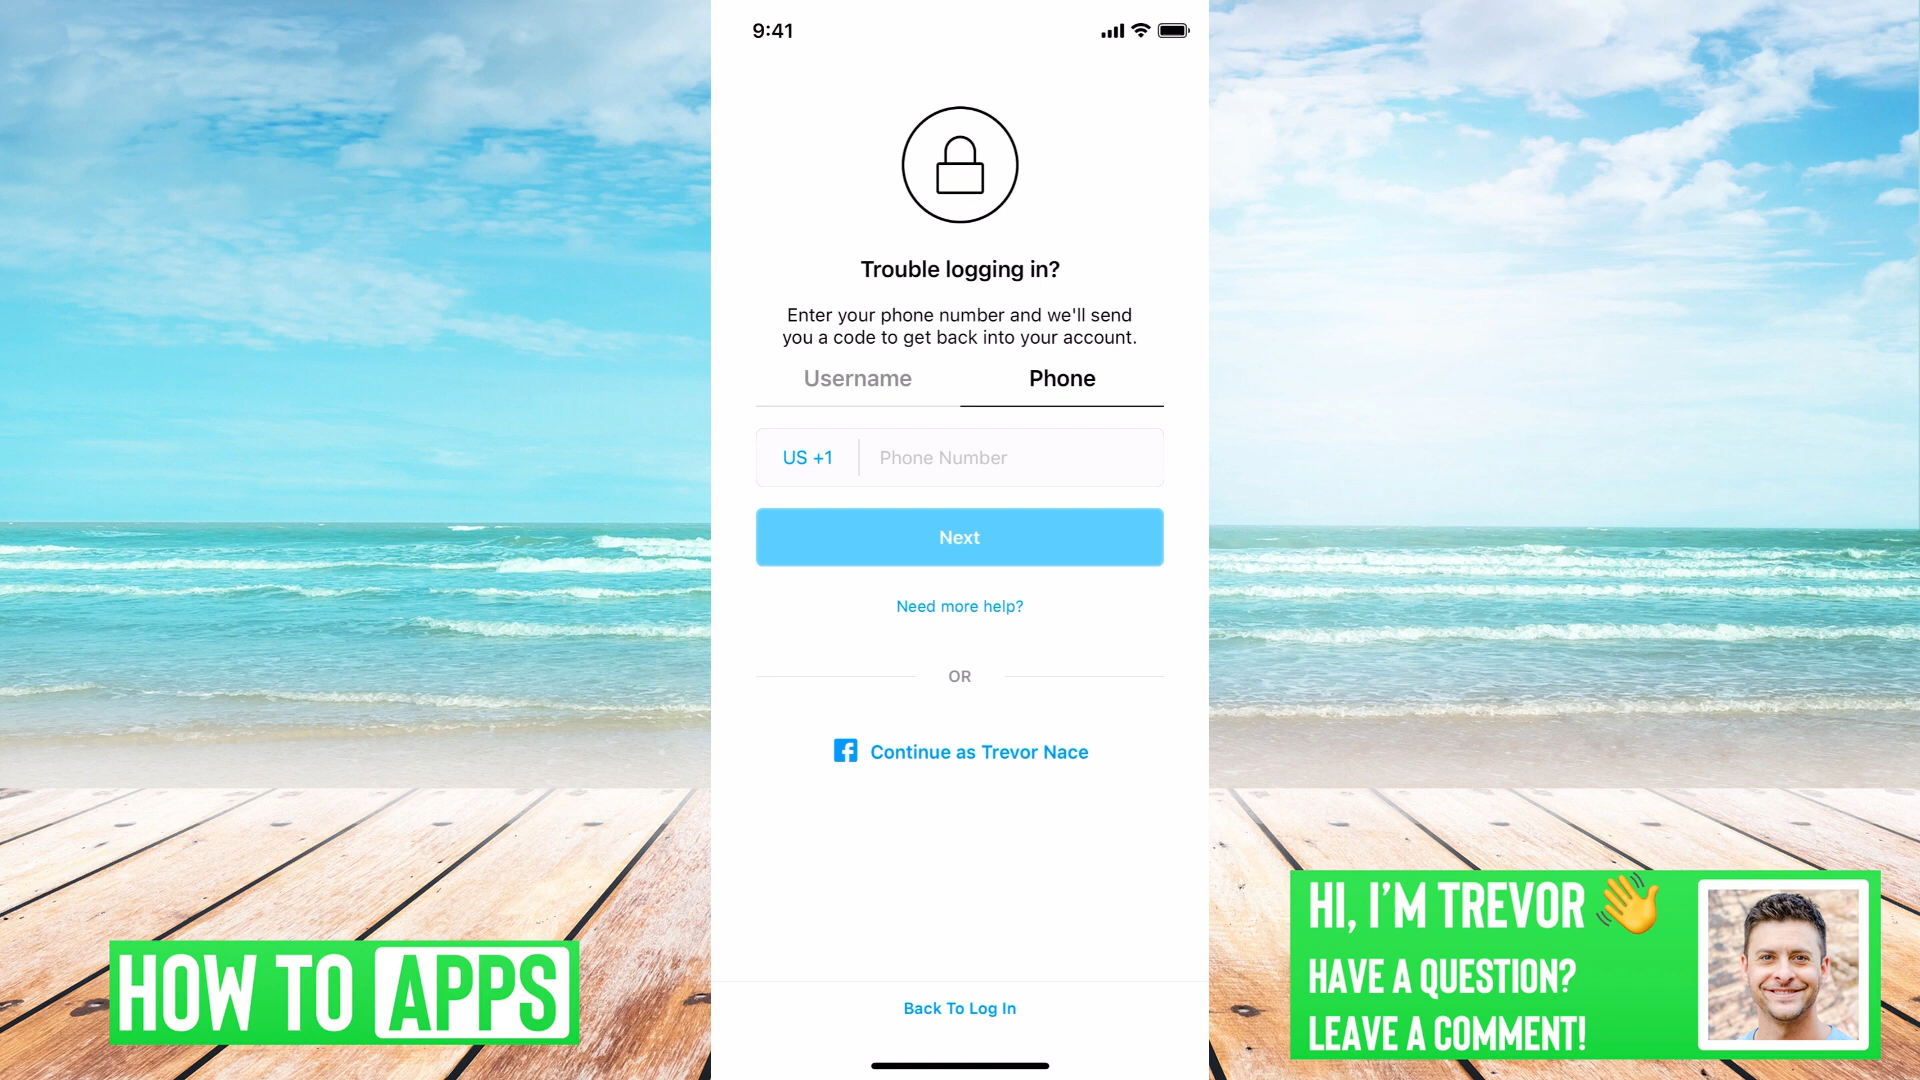 9:41
Trouble logging in?
Enter your phone number and we'll send
you a code to get back into your account.
Username
Phone
US +1
Phone Number
Next
Need more help?
OR
Continue as Trevor Nace
Back To Log In
HOW TO APPS
HI, I'M TREVOR
HAVE A QUESTION?
LEAVE A COMMENT!